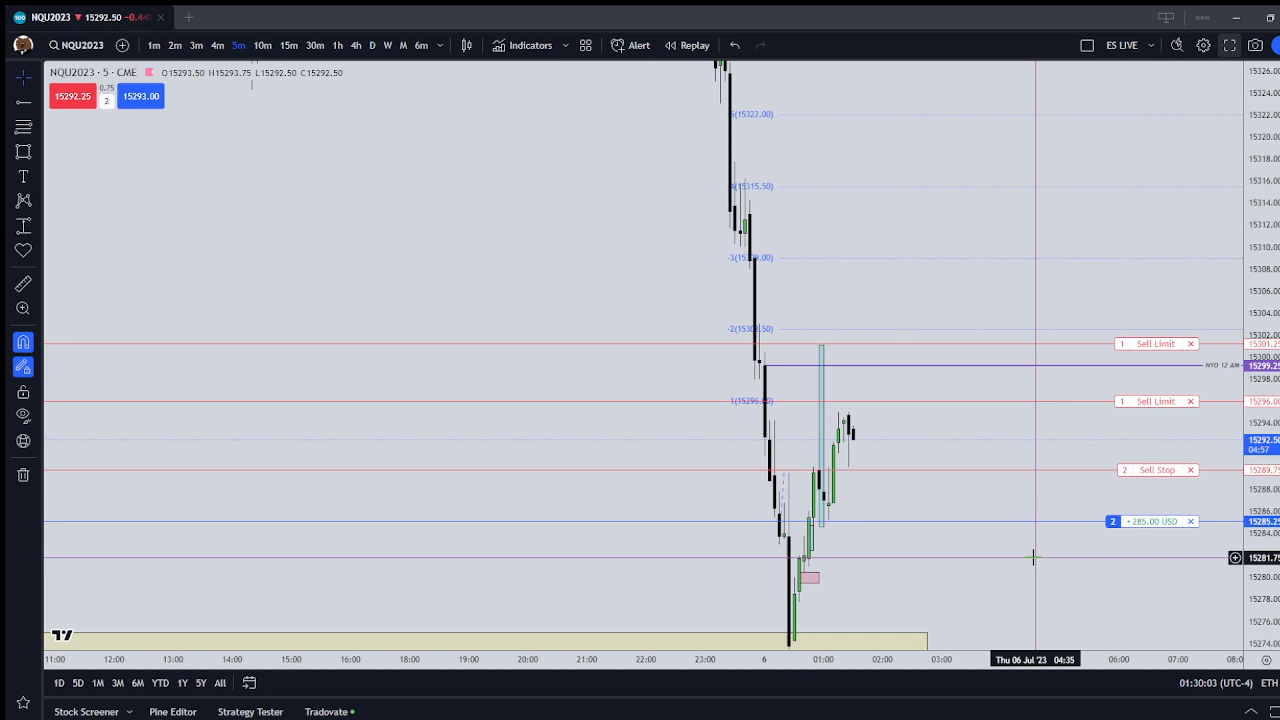 100 NQU2023 ▼ 15292.50 −0.44%
NQU2023 1m 2m 3m 4m 5m 10m 15m 30m 1h 4h D W M 6m Indicators Alert Replay ES LIVE
NQU2023 · 5 · CME O15293.50 H15293.75 L15292.50 C15292.50
15292.25 0.75 2 15293.00
15326.00
15324.00
(15322.00) 15322.00
15320.00
15318.00
(15315.50) 15316.00
15314.00
15312.00
15310.00
-3 15308.00
15306.00
15304.00
-2 15302.00
1 Sell Limit × 15301.25
15300.00
NYO 12 AM 15299.25
15298.00
1 Sell Limit × 15296.00
15294.00
15292.50
04:57
2 Sell Stop × 15289.75
15288.00
15286.00
2 +285.00 USD × 15285.25
15284.00
15281.75
15280.00
15278.00
15276.00
15274.00
11:00 12:00 13:00 14:00 15:00 16:00 17:00 18:00 19:00 20:00 21:00 22:00 23:00 6 01:00 02:00 03:00 Thu 06 Jul '23 04:35 06:00 07:00 08:0
1D 5D 1M 3M 6M YTD 1Y 5Y All 01:30:03 (UTC-4) ETH
Stock Screener Pine Editor Strategy Tester Tradovate